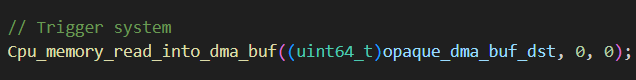 // Trigger system
Cpu_memory_read_into_dma_buf((uint64_t)opaque_dma_buf_dst, 0, 0);